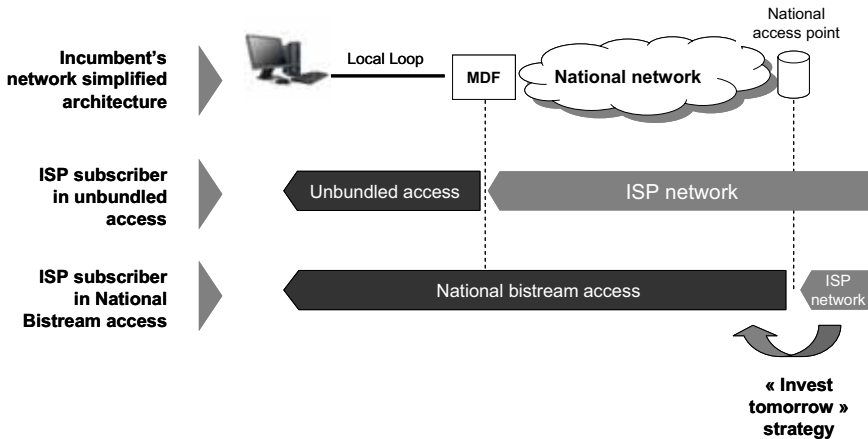 National
access point
Incumbent's
network simplified
architecture
Local Loop
MDF
National network
ISP subscriber
in unbundled
access
Unbundled access
ISP network
ISP subscriber
in National
Bistream access
National bistream access
ISP
network
« Invest
tomorrow »
strategy